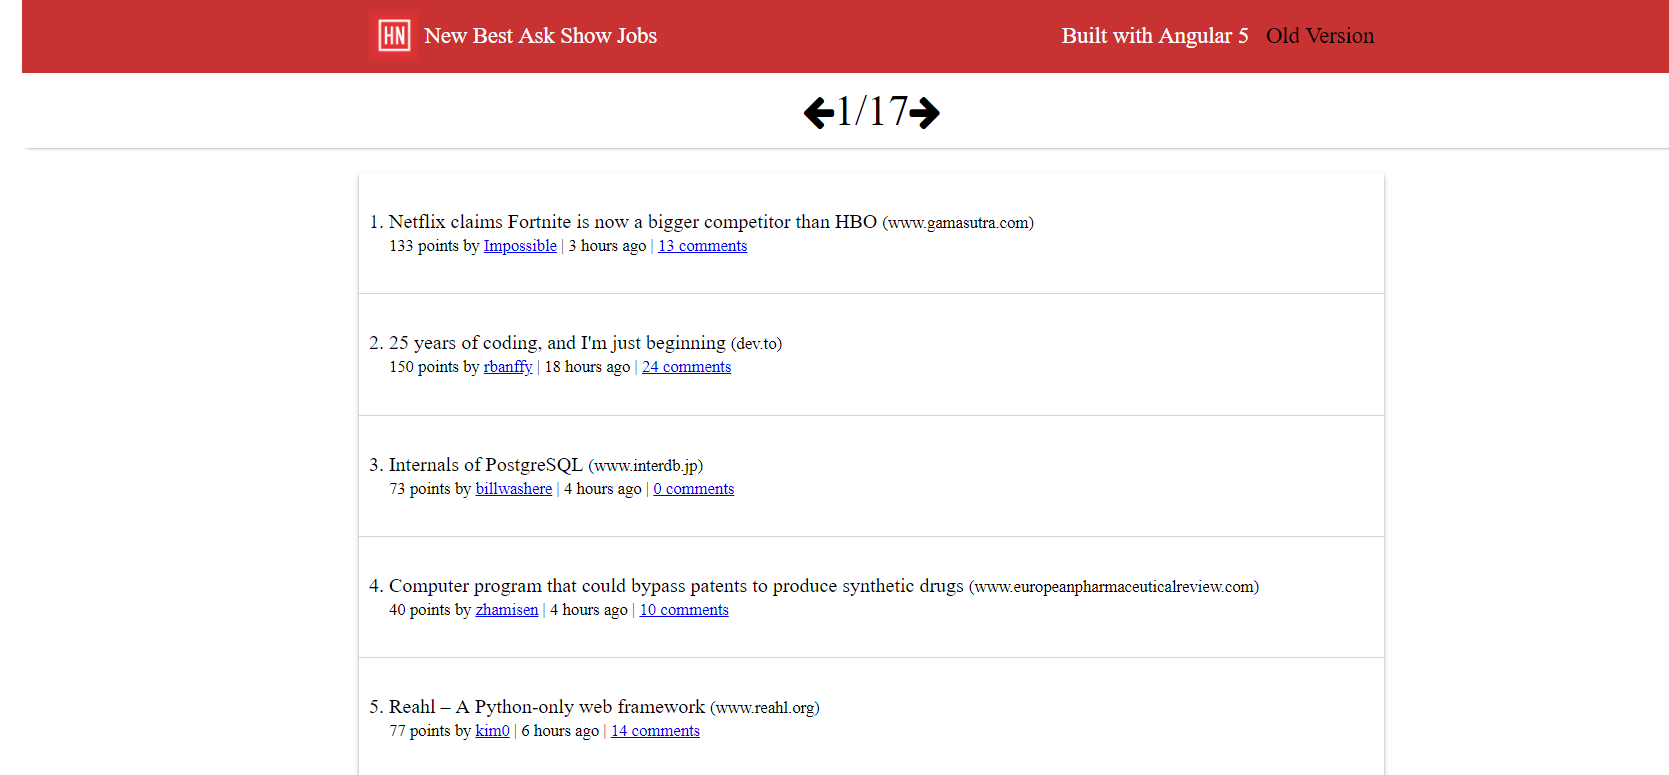 HN New Best Ask Show Jobs Built with Angular 5 Old Version
1/17
1. Netflix claims Fortnite is now a bigger competitor than HBO (www.gamasutra.com)
133 points by Impossible | 3 hours ago | 13 comments
2. 25 years of coding, and I'm just beginning (dev.to)
150 points by rbanffy | 18 hours ago | 24 comments
3. Internals of PostgreSQL (www.interdb.jp)
73 points by billwashere | 4 hours ago | 0 comments
4. Computer program that could bypass patents to produce synthetic drugs (www.europeanpharmaceuticalreview.com)
40 points by zhamisen | 4 hours ago | 10 comments
5. Reahl – A Python-only web framework (www.reahl.org)
77 points by kim0 | 6 hours ago | 14 comments